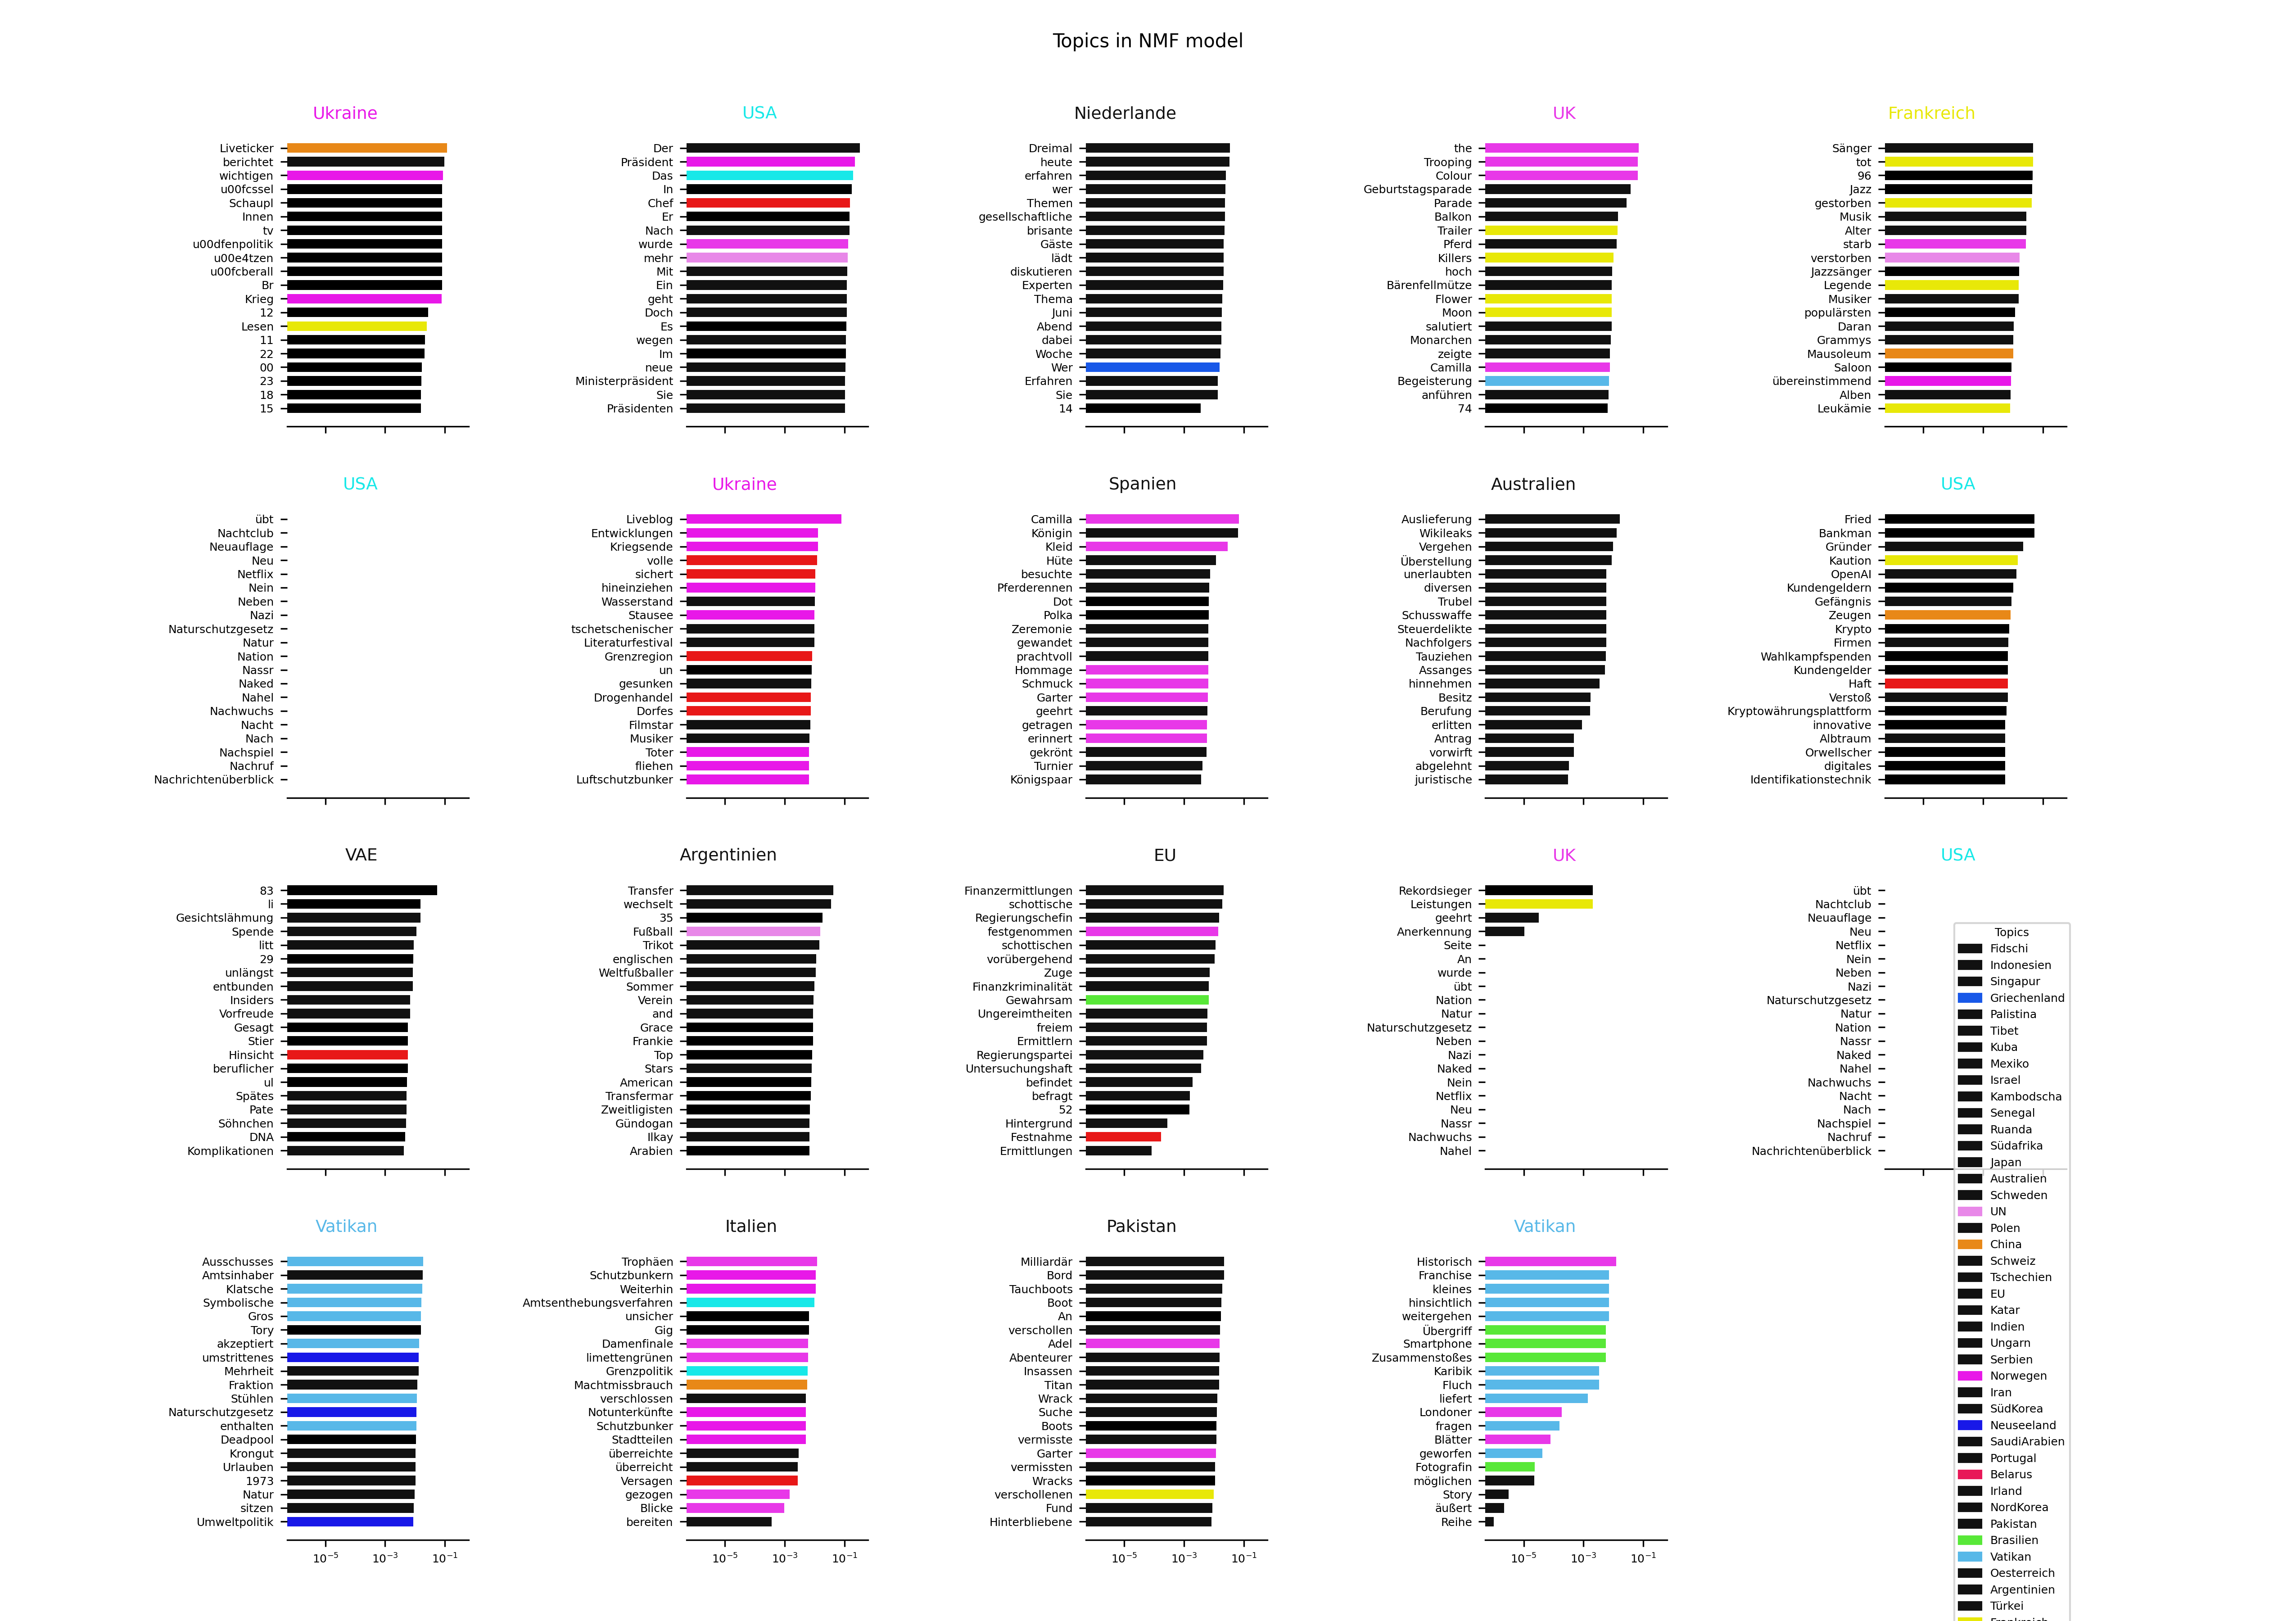 Topics in NMF model
Ukraine
Liveticker
berichtet
wichtigen
u00fcssel
Schaupl
Innen
tv
u00dfenpolitik
u00e4tzen
u00fcberall
Br
Krieg
12
Lesen
11
22
00
23
18
15
USA
Der
Präsident
Das
In
Chef
Er
Nach
wurde
mehr
Mit
Ein
geht
Doch
Es
wegen
Im
neue
Ministerpräsident
Sie
Präsidenten
Niederlande
Dreimal
heute
erfahren
wer
Themen
gesellschaftliche
brisante
Gäste
lädt
diskutieren
Experten
Thema
Juni
Abend
dabei
Woche
Wer
Erfahren
Sie
14
UK
the
Trooping
Colour
Geburtstagsparade
Parade
Balkon
Trailer
Pferd
Killers
hoch
Bärenfellmütze
Flower
Moon
salutiert
Monarchen
zeigte
Camilla
Begeisterung
anführen
74
Frankreich
Sänger
tot
96
Jazz
gestorben
Musik
Alter
starb
verstorben
Jazzsänger
Legende
Musiker
populärsten
Daran
Grammys
Mausoleum
Saloon
übereinstimmend
Alben
Leukämie
USA
übt
Nachtclub
Neuauflage
Neu
Netflix
Nein
Neben
Nazi
Naturschutzgesetz
Natur
Nation
Nassr
Naked
Nahel
Nachwuchs
Nacht
Nach
Nachspiel
Nachruf
Nachrichtenüberblick
Ukraine
Liveblog
Entwicklungen
Kriegsende
volle
sichert
hineinziehen
Wasserstand
Stausee
tschetschenischer
Literaturfestival
Grenzregion
un
gesunken
Drogenhandel
Dorfes
Filmstar
Musiker
Toter
fliehen
Luftschutzbunker
Spanien
Camilla
Königin
Kleid
Hüte
besuchte
Pferderennen
Dot
Polka
Zeremonie
gewandet
prachtvoll
Hommage
Schmuck
Garter
geehrt
getragen
erinnert
gekrönt
Turnier
Königspaar
Australien
Auslieferung
Wikileaks
Vergehen
Überstellung
unerlaubten
diversen
Trubel
Schusswaffe
Steuerdelikte
Nachfolgers
Tauziehen
Assanges
hinnehmen
Besitz
Berufung
erlitten
Antrag
vorwirft
abgelehnt
juristische
USA
Fried
Bankman
Gründer
Kaution
OpenAI
Kundengeldern
Gefängnis
Zeugen
Krypto
Firmen
Wahlkampfspenden
Kundengelder
Haft
Verstoß
Kryptowährungsplattform
innovative
Albtraum
Orwellscher
digitales
Identifikationstechnik
VAE
83
li
Gesichtslähmung
Spende
litt
29
unlängst
entbunden
Insiders
Vorfreude
Gesagt
Stier
Hinsicht
beruflicher
ul
Spätes
Pate
Söhnchen
DNA
Komplikationen
Argentinien
Transfer
wechselt
35
Fußball
Trikot
englischen
Weltfußballer
Sommer
Verein
and
Grace
Frankie
Top
Stars
American
Transfermar
Zweitligisten
Gündogan
Ilkay
Arabien
EU
Finanzermittlungen
schottische
Regierungschefin
festgenommen
schottischen
vorübergehend
Zuge
Finanzkriminalität
Gewahrsam
Ungereimtheiten
freiem
Ermittlern
Regierungspartei
Untersuchungshaft
befindet
befragt
52
Hintergrund
Festnahme
Ermittlungen
UK
Rekordsieger
Leistungen
geehrt
Anerkennung
Seite
An
wurde
übt
Nation
Natur
Naturschutzgesetz
Neben
Nazi
Naked
Nein
Netflix
Neu
Nassr
Nachwuchs
Nahel
USA
übt
Nachtclub
Neuauflage
Neu
Netflix
Nein
Neben
Nazi
Naturschutzgesetz
Natur
Nation
Nassr
Naked
Nahel
Nachwuchs
Nacht
Nach
Nachspiel
Nachruf
Nachrichtenüberblick
Vatikan
Ausschusses
Amtsinhaber
Klatsche
Symbolische
Gros
Tory
akzeptiert
umstrittenes
Mehrheit
Fraktion
Stühlen
Naturschutzgesetz
enthalten
Deadpool
Krongut
Urlauben
1973
Natur
sitzen
Umweltpolitik
10⁻⁵ 10⁻³ 10⁻¹
Italien
Trophäen
Schutzbunkern
Weiterhin
Amtsenthebungsverfahren
unsicher
Gig
Damenfinale
limettengrünen
Grenzpolitik
Machtmissbrauch
verschlossen
Notunterkünfte
Schutzbunker
Stadtteilen
überreichte
überreicht
Versagen
gezogen
Blicke
bereiten
10⁻⁵ 10⁻³ 10⁻¹
Pakistan
Milliardär
Bord
Tauchboots
Boot
An
verschollen
Adel
Abenteurer
Insassen
Titan
Wrack
Suche
Boots
vermisste
Garter
vermissten
Wracks
verschollenen
Fund
Hinterbliebene
10⁻⁵ 10⁻³ 10⁻¹
Vatikan
Historisch
Franchise
kleines
hinsichtlich
weitergehen
Übergriff
Smartphone
Zusammenstoßes
Karibik
Fluch
liefert
Londoner
fragen
Blätter
geworfen
Fotografin
möglichen
Story
äußert
Reihe
10⁻⁵ 10⁻³ 10⁻¹
Topics
Fidschi
Indonesien
Singapur
Griechenland
Palistina
Tibet
Kuba
Mexiko
Israel
Kambodscha
Senegal
Ruanda
Südafrika
Japan
Australien
Schweden
UN
Polen
China
Schweiz
Tschechien
EU
Katar
Indien
Ungarn
Serbien
Norwegen
Iran
SüdKorea
Neuseeland
SaudiArabien
Portugal
Belarus
Irland
NordKorea
Pakistan
Brasilien
Vatikan
Oesterreich
Argentinien
Türkei